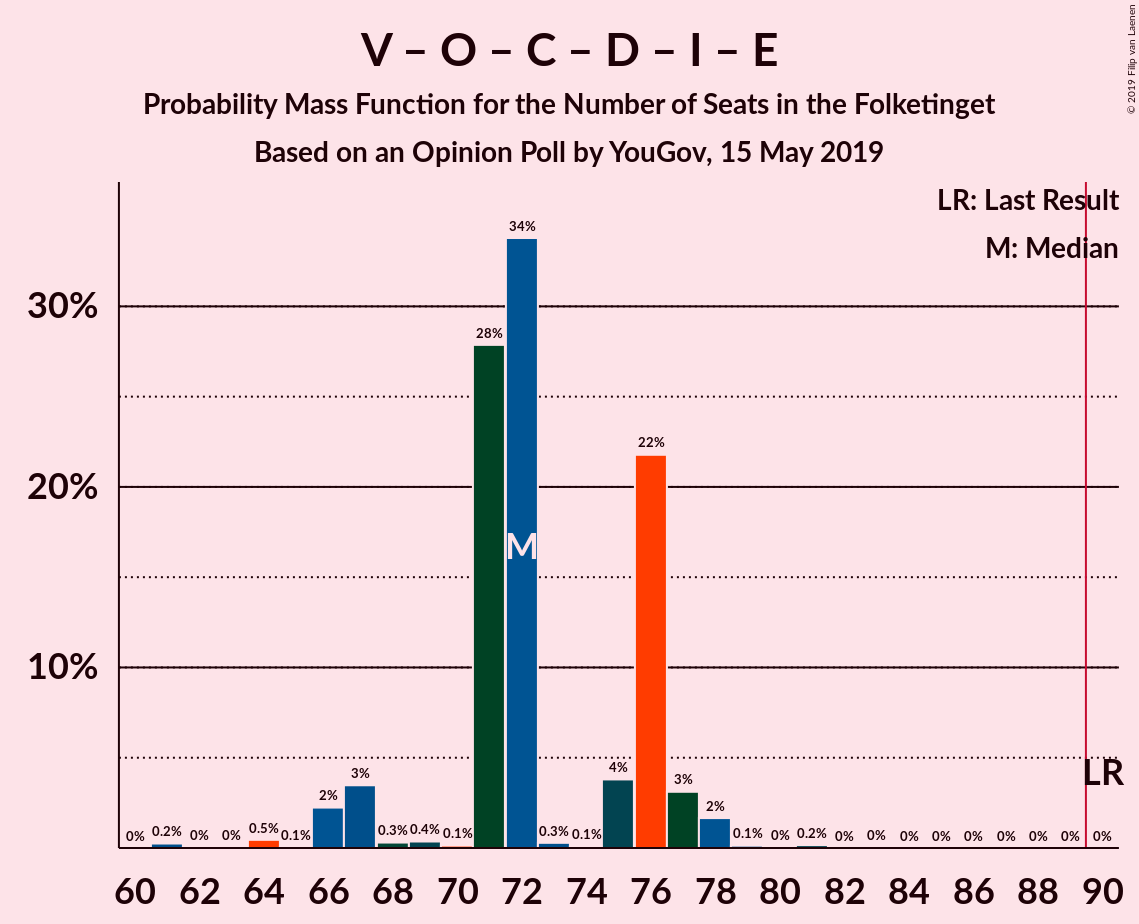 V – O – C – D – I – E
Probability Mass Function for the Number of Seats in the Folketinget
Based on an Opinion Poll by YouGov, 15 May 2019
© 2019 Filip van Laenen
LR: Last Result
M: Median
30%
20%
10%
0% 0.2% 0% 0% 0.5% 0.1% 2% 3% 0.3% 0.4% 0.1% 28% 34% 0.3% 0.1% 4% 22% 3% 2% 0.1% 0% 0.2% 0% 0% 0% 0% 0% 0% 0% 0% 0%
M
LR
60 62 64 66 68 70 72 74 76 78 80 82 84 86 88 90